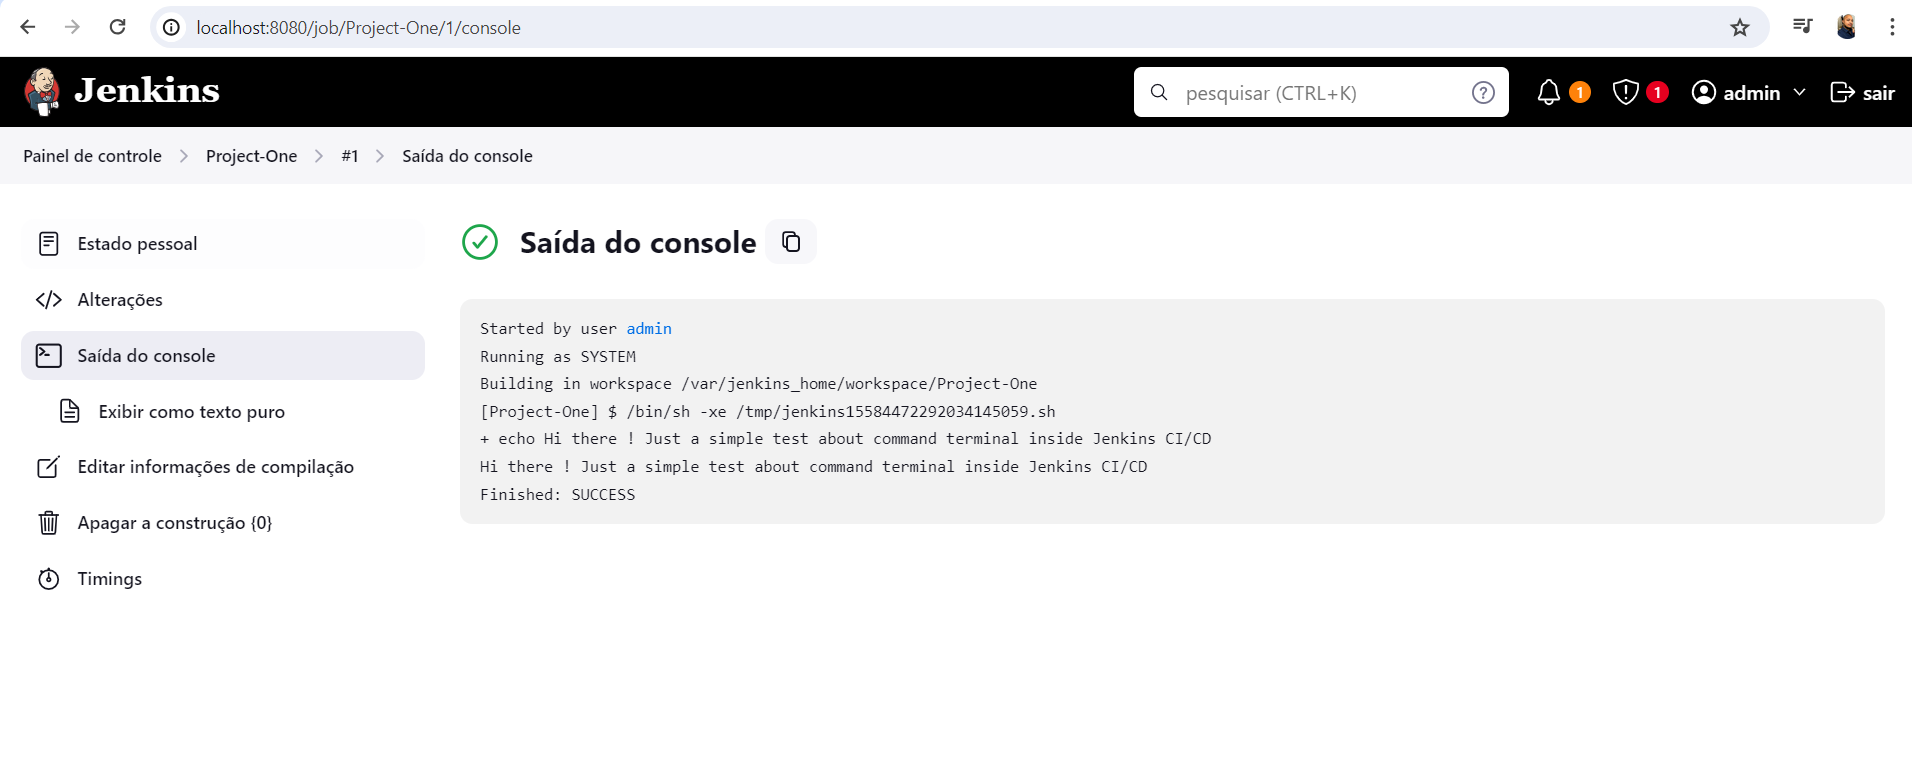 localhost:8080/job/Project-One/1/console
Jenkins
pesquisar (CTRL+K)
?
1
1
admin
sair
Painel de controle
Project-One
#1
Saída do console
Estado pessoal
Alterações
Saída do console
Exibir como texto puro
Editar informações de compilação
Apagar a construção {0}
Timings
Saída do console
Started by user admin
Running as SYSTEM
Building in workspace /var/jenkins_home/workspace/Project-One
[Project-One] $ /bin/sh -xe /tmp/jenkins15584472292034145059.sh
+ echo Hi there ! Just a simple test about command terminal inside Jenkins CI/CD
Hi there ! Just a simple test about command terminal inside Jenkins CI/CD
Finished: SUCCESS